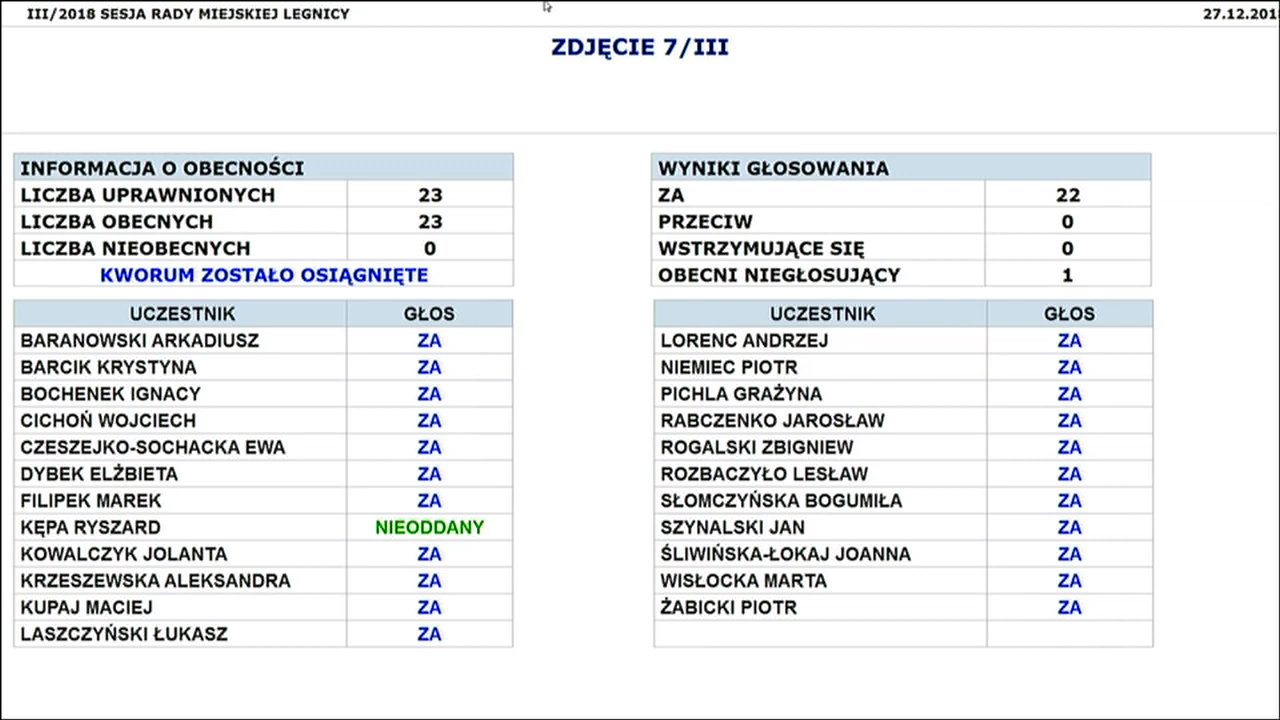 III/2018 SESJA RADY MIEJSKIEJ LEGNICY
27.12.201
ZDJĘCIE 7/III
INFORMACJA O OBECNOŚCI
LICZBA UPRAWNIONYCH 23
LICZBA OBECNYCH 23
LICZBA NIEOBECNYCH 0
KWORUM ZOSTAŁO OSIĄGNIĘTE
WYNIKI GŁOSOWANIA
ZA 22
PRZECIW 0
WSTRZYMUJĄCE SIĘ 0
OBECNI NIEGŁOSUJĄCY 1
UCZESTNIK GŁOS
BARANOWSKI ARKADIUSZ ZA
BARCIK KRYSTYNA ZA
BOCHENEK IGNACY ZA
CICHOŃ WOJCIECH ZA
CZESZEJKO-SOCHACKA EWA ZA
DYBEK ELŻBIETA ZA
FILIPEK MAREK ZA
KĘPA RYSZARD NIEODDANY
KOWALCZYK JOLANTA ZA
KRZESZEWSKA ALEKSANDRA ZA
KUPAJ MACIEJ ZA
LASZCZYŃSKI ŁUKASZ ZA
UCZESTNIK GŁOS
LORENC ANDRZEJ ZA
NIEMIEC PIOTR ZA
PICHLA GRAŻYNA ZA
RABCZENKO JAROSŁAW ZA
ROGALSKI ZBIGNIEW ZA
ROZBACZYŁO LESŁAW ZA
SŁOMCZYŃSKA BOGUMIŁA ZA
SZYNALSKI JAN ZA
ŚLIWIŃSKA-ŁOKAJ JOANNA ZA
WISŁOCKA MARTA ZA
ŻABICKI PIOTR ZA